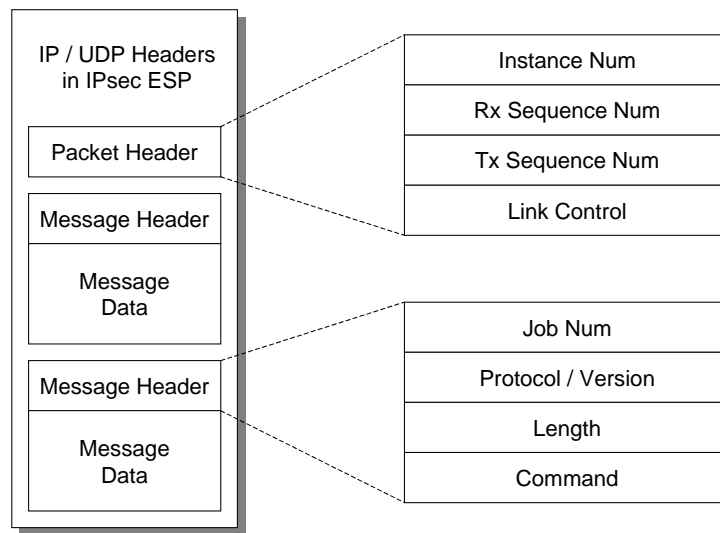 IP / UDP Headers
in IPsec ESP
Packet Header
Message Header
Message
Data
Message Header
Message
Data
Instance Num
Rx Sequence Num
Tx Sequence Num
Link Control
Job Num
Protocol / Version
Length
Command